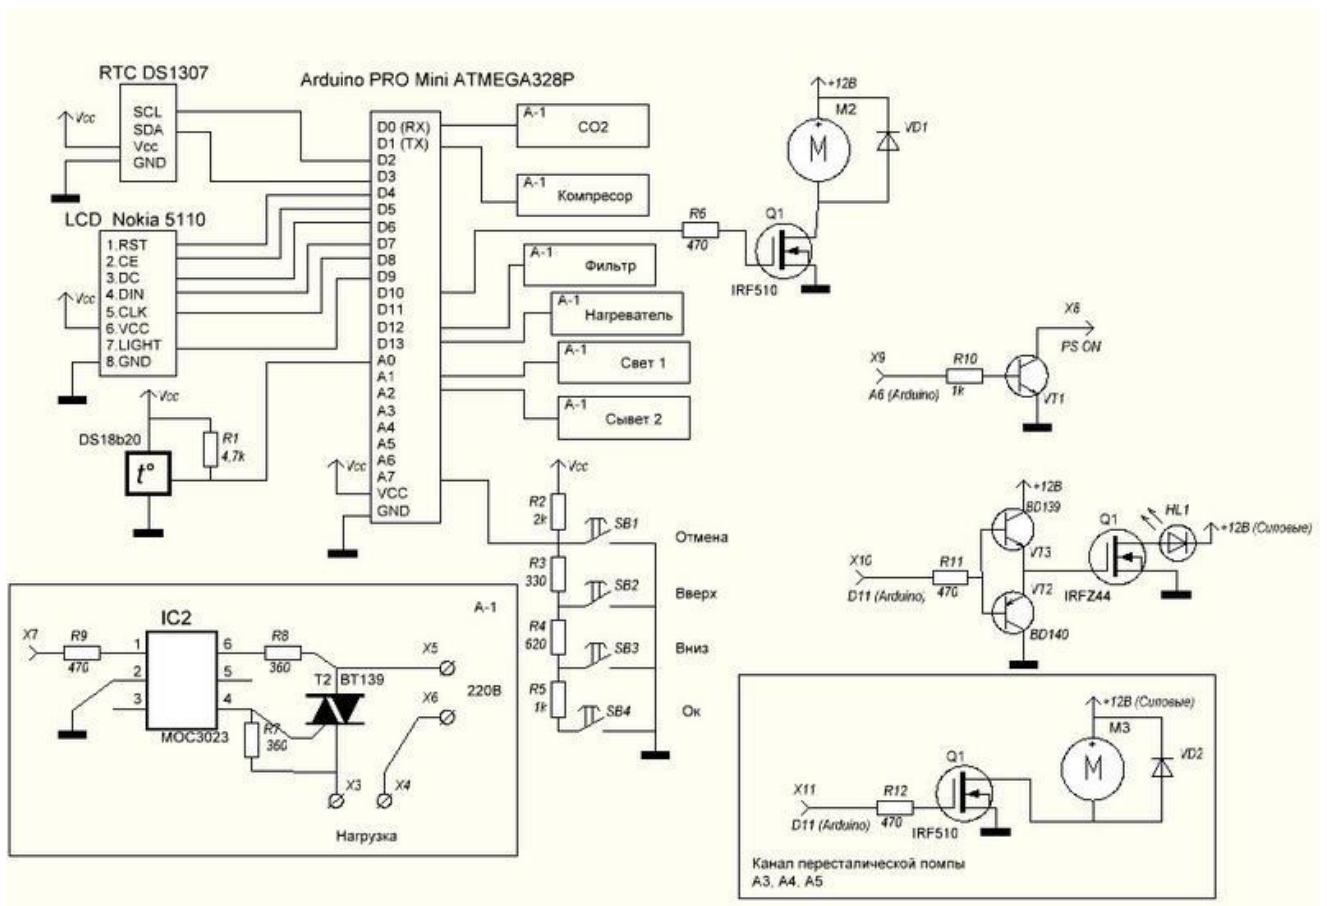 RTC DS1307
SCL
SDA
Vcc
GND
Vcc
Arduino PRO Mini ATMEGA328P
D0 (RX)
D1 (TX)
D2
D3
D4
D5
D6
D7
D8
D9
D10
D11
D12
D13
A0
A1
A2
A3
A4
A5
A6
A7
VCC
GND
Vcc
LCD Nokia 5110
1.RST
2.CE
3.DC
4.DIN
5.CLK
6.VCC
7.LIGHT
8.GND
Vcc
Vcc
DS18b20
t°
R1
4,7k
A-1
CO2
A-1
Компресор
A-1
Фильтр
A-1
Нагреватель
A-1
Свет 1
A-1
Сывет 2
R6
470
Q1
IRF510
+12В
M2
M
VD1
X8
PS ON
X9
A6 (Arduino)
R10
1k
VT1
Vcc
R2
2k
SB1
Отмена
R3
330
SB2
Вверх
R4
620
SB3
Вниз
R5
1k
SB4
Ок
+12В
BD139
VT3
VT2
BD140
X10
D11 (Arduino)
R11
470
Q1
IRFZ44
HL1
+12В (Силовые)
A-1
IC2
X7
R9
470
1
2
3
6
5
4
MOC3023
R8
360
R7
360
T2
BT139
X5
X6
220В
X3
X4
Нагрузка
+12В (Силовые)
M3
M
VD2
Q1
IRF510
X11
D11 (Arduino)
R12
470
Канал пересталической помпы
А3, А4, А5